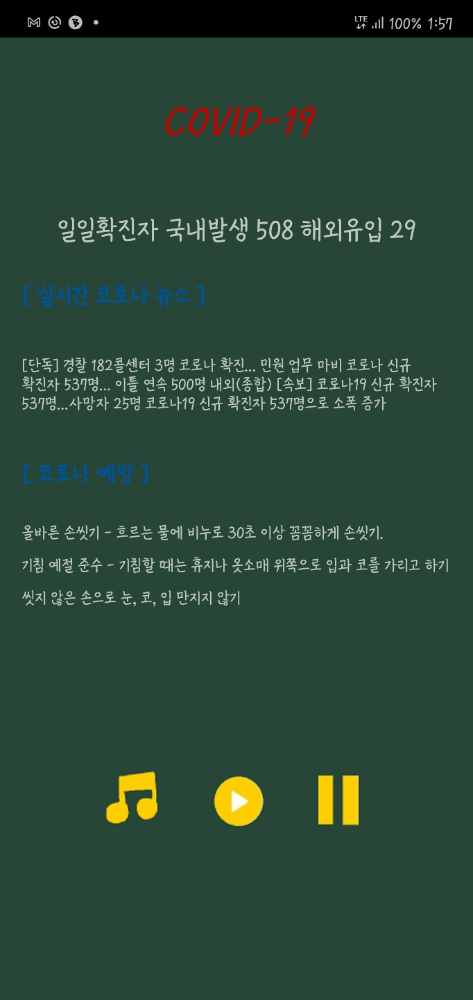 LTE 100% 1:57
COVID-19
일일확진자 국내발생 508 해외유입 29
[ 실시간 코로나 뉴스 ]
[단독] 경찰 182콜센터 3명 코로나 확진... 민원 업무 마비 코로나 신규
확진자 537명... 이틀 연속 500명 내외(종합) [속보] 코로나19 신규 확진자
537명...사망자 25명 코로나19 신규 확진자 537명으로 소폭 증가
[ 코로나 예방 ]
올바른 손씻기 - 흐르는 물에 비누로 30초 이상 꼼꼼하게 손씻기.
기침 예절 준수 - 기침할 때는 휴지나 옷소매 위쪽으로 입과 코를 가리고 하기
씻지 않은 손으로 눈, 코, 입 만지지 않기